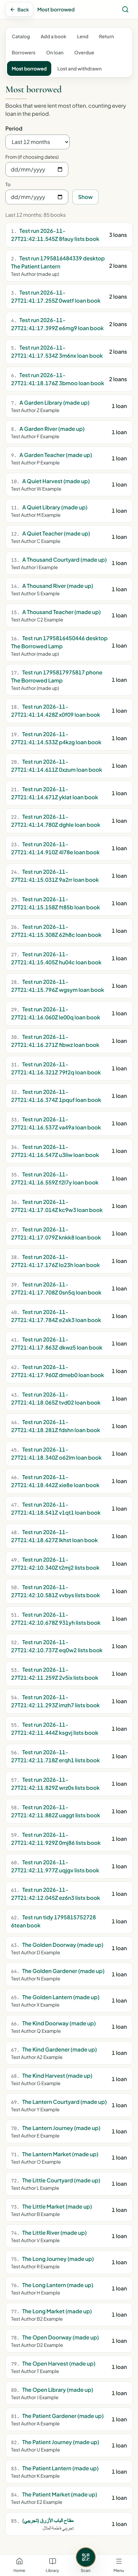 Back
Most borrowed
Catalog
Add a book
Lend
Return
Borrowers
On loan
Overdue
Most borrowed
Lost and withdrawn
Most borrowed
Books that were lent most often, counting every
loan in the period.
Period
Last 12 months
From (if choosing dates)
dd/mm/yyyy
To
dd/mm/yyyy
Show
Last 12 months: 85 books
1. Test run 2026-11-
27T21:42:11.545Z 8fauy lists book
3 loans
2. Test run 1795816484339 desktop
The Patient Lantern
Test Author (made up)
2 loans
3. Test run 2026-11-
27T21:41:17.255Z 0watf loan book
2 loans
4. Test run 2026-11-
27T21:41:17.399Z e6mg9 loan book
2 loans
5. Test run 2026-11-
27T21:41:17.534Z 3m6nx loan book
2 loans
6. Test run 2026-11-
27T21:41:18.176Z 3bmoo loan book
2 loans
7. A Garden Library (made up)
Test Author Z Example
1 loan
8. A Garden River (made up)
Test Author F Example
1 loan
9. A Garden Teacher (made up)
Test Author P Example
1 loan
10. A Quiet Harvest (made up)
Test Author W Example
1 loan
11. A Quiet Library (made up)
Test Author M Example
1 loan
12. A Quiet Teacher (made up)
Test Author C Example
1 loan
13. A Thousand Courtyard (made up)
Test Author I Example
1 loan
14. A Thousand River (made up)
Test Author S Example
1 loan
15. A Thousand Teacher (made up)
Test Author C2 Example
1 loan
16. Test run 1795816450446 desktop
The Borrowed Lamp
Test Author (made up)
1 loan
17. Test run 1795817975817 phone
The Borrowed Lamp
Test Author (made up)
1 loan
18. Test run 2026-11-
27T21:41:14.428Z x0f09 loan book
1 loan
19. Test run 2026-11-
27T21:41:14.533Z p4kzg loan book
1 loan
20. Test run 2026-11-
27T21:41:14.611Z 0xzum loan book
1 loan
21. Test run 2026-11-
27T21:41:14.671Z yklat loan book
1 loan
22. Test run 2026-11-
27T21:41:14.780Z dghle loan book
1 loan
23. Test run 2026-11-
27T21:41:14.910Z 4l78e loan book
1 loan
24. Test run 2026-11-
27T21:41:15.031Z 9a2rr loan book
1 loan
25. Test run 2026-11-
27T21:41:15.158Z ft85b loan book
1 loan
26. Test run 2026-11-
27T21:41:15.308Z 62h8c loan book
1 loan
27. Test run 2026-11-
27T21:41:15.405Z hu04c loan book
1 loan
28. Test run 2026-11-
27T21:41:15.796Z wgsym loan book
1 loan
29. Test run 2026-11-
27T21:41:16.060Z le00q loan book
1 loan
30. Test run 2026-11-
27T21:41:16.271Z hbxvz loan book
1 loan
31. Test run 2026-11-
27T21:41:16.321Z 79f2q loan book
1 loan
32. Test run 2026-11-
27T21:41:16.374Z 1pquf loan book
1 loan
33. Test run 2026-11-
27T21:41:16.537Z va49a loan book
1 loan
34. Test run 2026-11-
27T21:41:16.547Z u3liw loan book
1 loan
35. Test run 2026-11-
27T21:41:16.559Z f2l7y loan book
1 loan
36. Test run 2026-11-
27T21:41:17.014Z kc9w3 loan book
1 loan
37. Test run 2026-11-
27T21:41:17.079Z knkk8 loan book
1 loan
38. Test run 2026-11-
27T21:41:17.176Z lo23h loan book
1 loan
39. Test run 2026-11-
27T21:41:17.708Z 0sn5q loan book
1 loan
40. Test run 2026-11-
27T21:41:17.784Z e2xk3 loan book
1 loan
41. Test run 2026-11-
27T21:41:17.863Z dkwz5 loan book
1 loan
42. Test run 2026-11-
27T21:41:17.960Z dmeb0 loan book
1 loan
43. Test run 2026-11-
27T21:41:18.065Z tvd02 loan book
1 loan
44. Test run 2026-11-
27T21:41:18.281Z fdshn loan book
1 loan
45. Test run 2026-11-
27T21:41:18.340Z o62lm loan book
1 loan
46. Test run 2026-11-
27T21:41:18.442Z xie8e loan book
1 loan
47. Test run 2026-11-
27T21:41:18.541Z v1qt1 loan book
1 loan
48. Test run 2026-11-
27T21:41:18.627Z lkhst loan book
1 loan
49. Test run 2026-11-
27T21:42:10.340Z t2mj2 lists book
1 loan
50. Test run 2026-11-
27T21:42:10.581Z vvbys lists book
1 loan
51. Test run 2026-11-
27T21:42:10.678Z 931yh lists book
1 loan
52. Test run 2026-11-
27T21:42:10.737Z eq0w2 lists book
1 loan
53. Test run 2026-11-
27T21:42:11.259Z 2v5ix lists book
1 loan
54. Test run 2026-11-
27T21:42:11.293Z imzh7 lists book
1 loan
55. Test run 2026-11-
27T21:42:11.444Z ksgvj lists book
1 loan
56. Test run 2026-11-
27T21:42:11.718Z erqh1 lists book
1 loan
57. Test run 2026-11-
27T21:42:11.829Z wrz0s lists book
1 loan
58. Test run 2026-11-
27T21:42:11.882Z uaggt lists book
1 loan
59. Test run 2026-11-
27T21:42:11.929Z 0mj86 lists book
1 loan
60. Test run 2026-11-
27T21:42:11.977Z uqjgx lists book
1 loan
61. Test run 2026-11-
27T21:42:12.045Z ez6n3 lists book
1 loan
62. Test run tidy 1795815752728
6tean book
1 loan
63. The Golden Doorway (made up)
Test Author D Example
1 loan
64. The Golden Gardener (made up)
Test Author N Example
1 loan
65. The Golden Lantern (made up)
Test Author X Example
1 loan
66. The Kind Doorway (made up)
Test Author Q Example
1 loan
67. The Kind Gardener (made up)
Test Author A2 Example
1 loan
68. The Kind Harvest (made up)
Test Author G Example
1 loan
69. The Lantern Courtyard (made up)
Test Author Y Example
1 loan
70. The Lantern Journey (made up)
Test Author E Example
1 loan
71. The Lantern Market (made up)
Test Author O Example
1 loan
72. The Little Courtyard (made up)
Test Author L Example
1 loan
73. The Little Market (made up)
Test Author B Example
1 loan
74. The Little River (made up)
Test Author V Example
1 loan
75. The Long Journey (made up)
Test Author R Example
1 loan
76. The Long Lantern (made up)
Test Author H Example
1 loan
77. The Long Market (made up)
Test Author B2 Example
1 loan
78. The Open Doorway (made up)
Test Author D2 Example
1 loan
79. The Open Harvest (made up)
Test Author T Example
1 loan
80. The Open Library (made up)
Test Author J Example
1 loan
81. The Patient Gardener (made up)
Test Author A Example
1 loan
82. The Patient Journey (made up)
Test Author U Example
1 loan
83. The Patient Lantern (made up)
Test Author K Example
1 loan
84. The Patient Market (made up)
Test Author E2 Example
1 loan
85. مفتاح الباب الأزرق (تجريبي)
1 loan
Home
Library
Scan
Menu